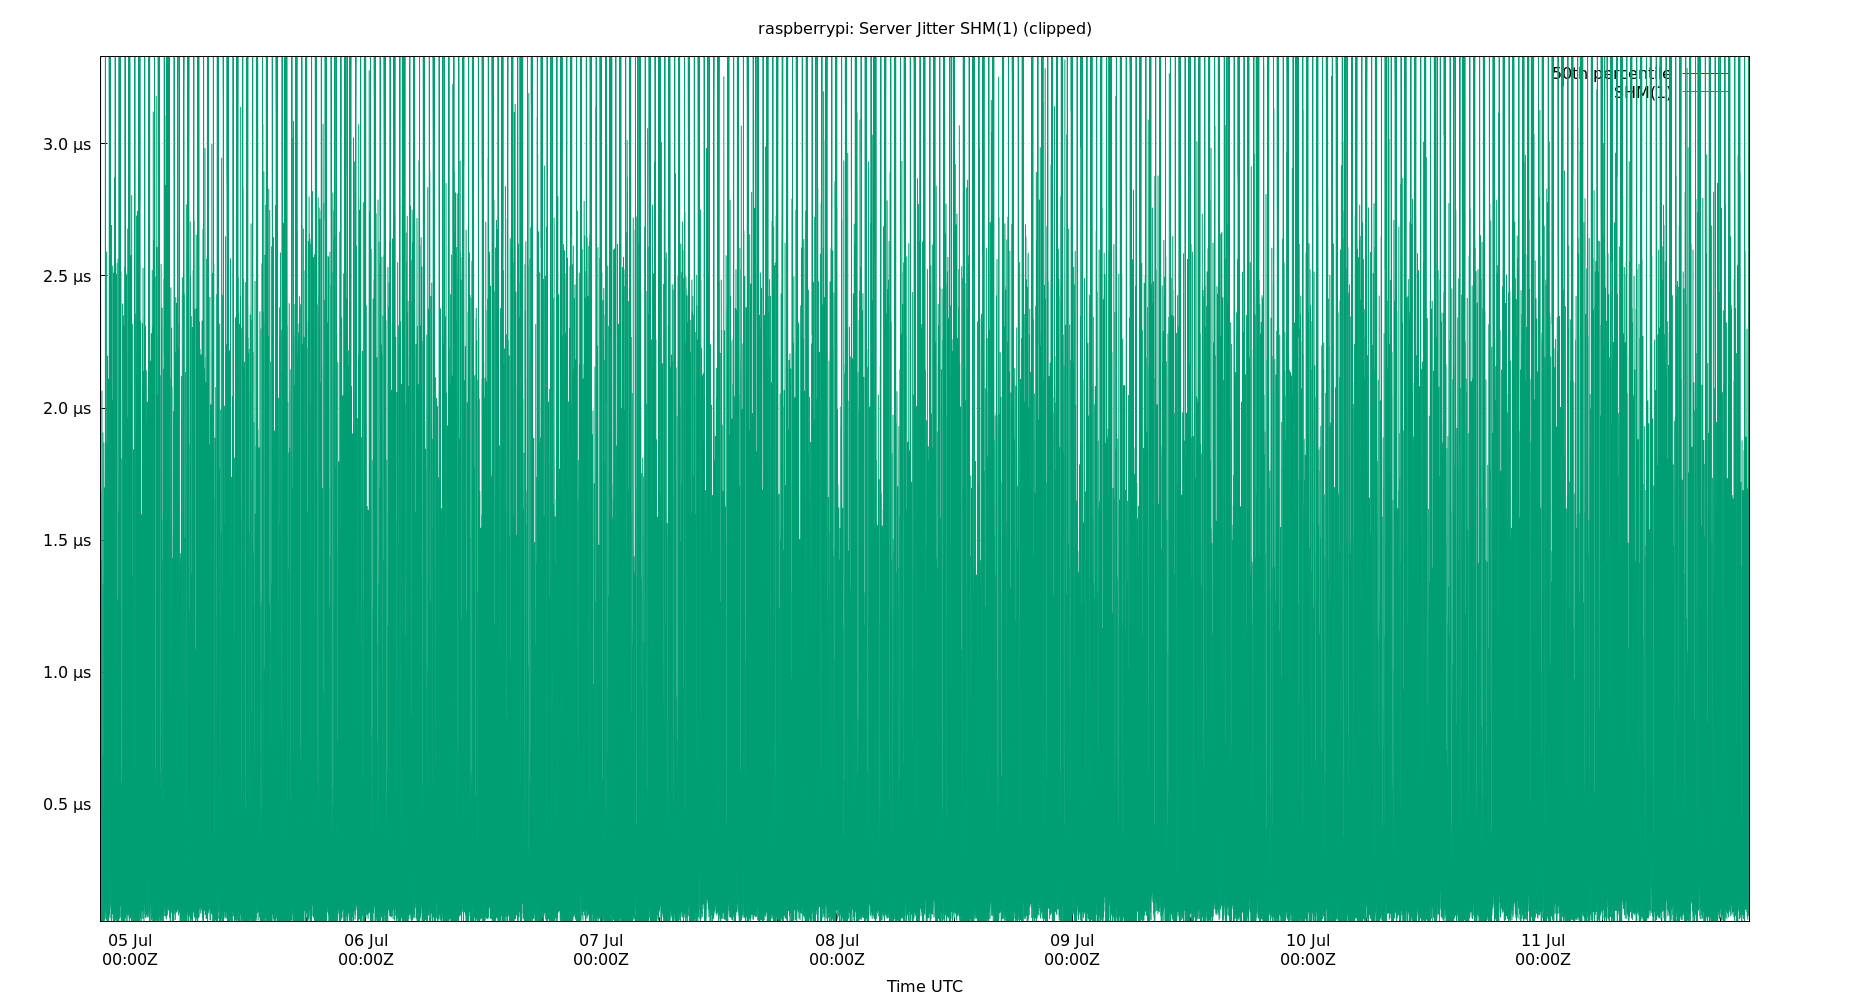 raspberrypi: Server Jitter SHM(1) (clipped)
50th percentile
SHM(1)
3.0 µs
2.5 µs
2.0 µs
1.5 µs
1.0 µs
0.5 µs
05 Jul 06 Jul 07 Jul 08 Jul 09 Jul 10 Jul 11 Jul
00:00Z 00:00Z 00:00Z 00:00Z 00:00Z 00:00Z 00:00Z
Time UTC